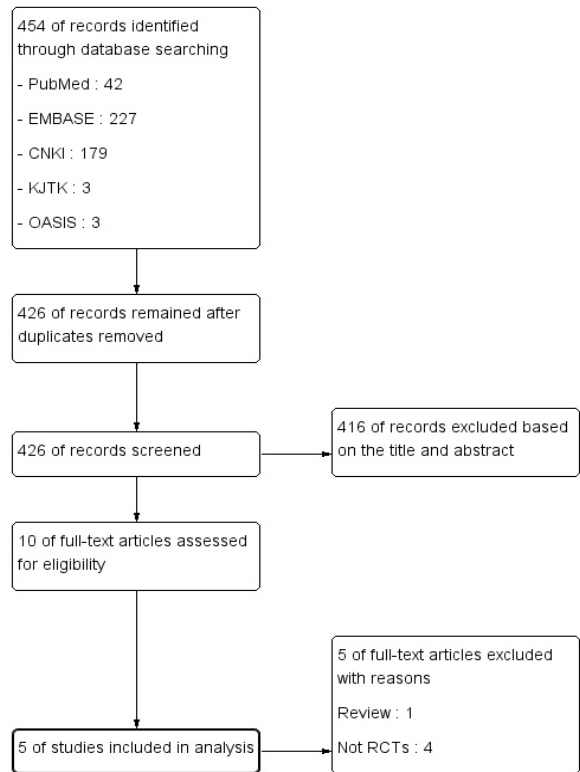 454 of records identified
through database searching
- PubMed : 42
- EMBASE : 227
- CNKI : 179
- KJTK : 3
- OASIS : 3
426 of records remained after
duplicates removed
426 of records screened
416 of records excluded based
on the title and abstract
10 of full-text articles assessed
for eligibility
5 of full-text articles excluded
with reasons
Review : 1
Not RCTs : 4
5 of studies included in analysis